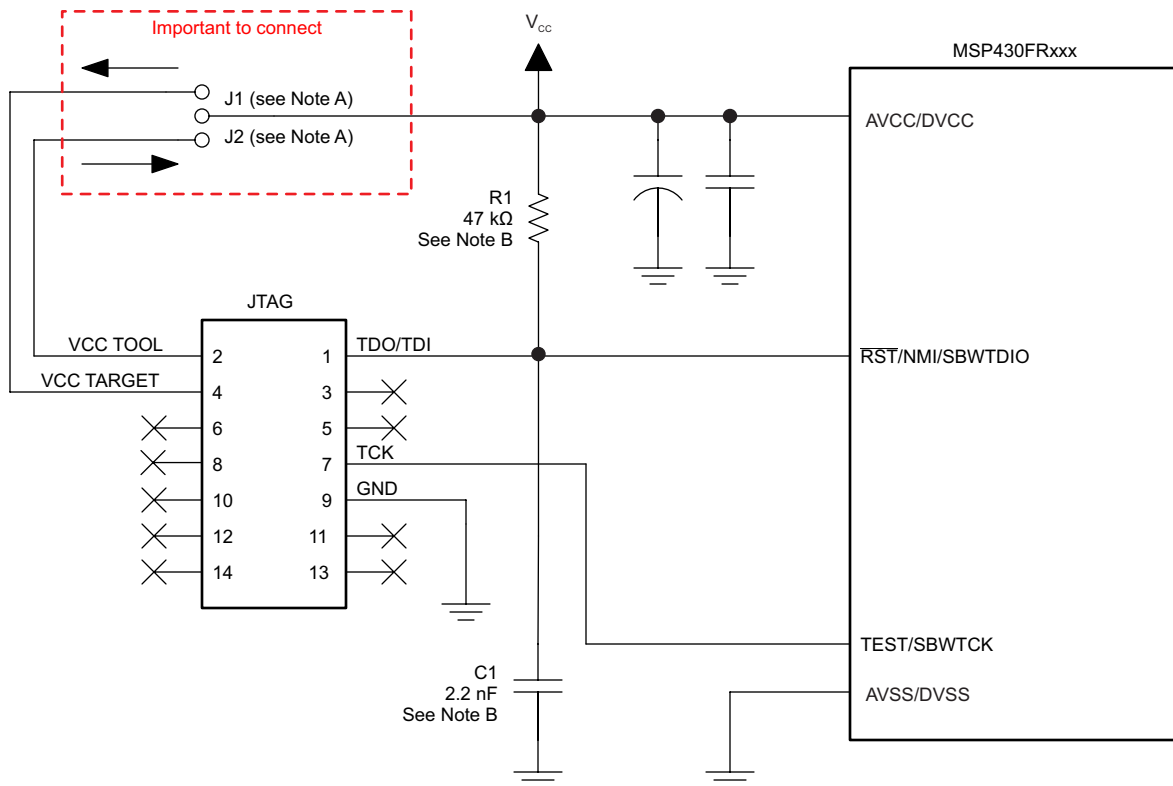 Important to connect
VCC
MSP430FRxxx
J1 (see Note A)
J2 (see Note A)
AVCC/DVCC
R1
47 kΩ
See Note B
JTAG
VCC TOOL
2
1
TDO/TDI
RST/NMI/SBWTDIO
VCC TARGET
4
3
6
5
8
7
TCK
10
9
GND
12
11
14
13
TEST/SBWTCK
C1
2.2 nF
See Note B
AVSS/DVSS